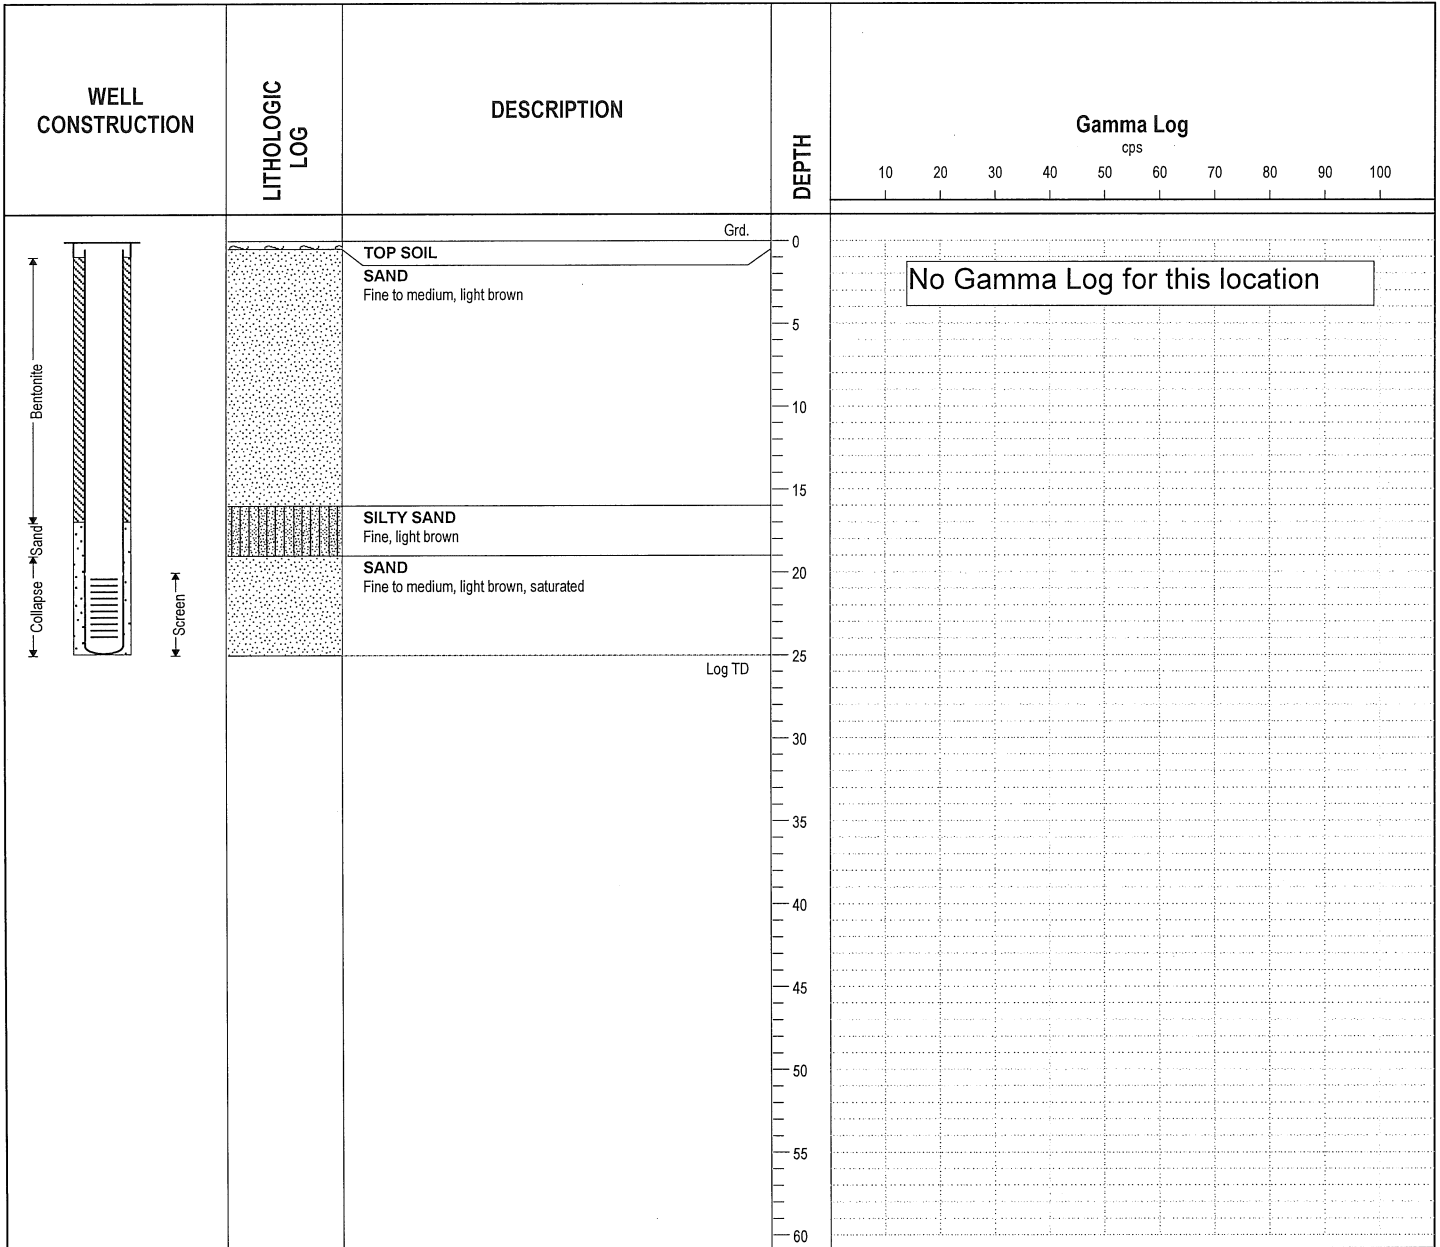 WELL
CONSTRUCTION
LITHOLOGIC
LOG
DESCRIPTION
DEPTH
Gamma Log
cps
10 20 30 40 50 60 70 80 90 100
Grd.
0
TOP SOIL
SAND
Fine to medium, light brown
No Gamma Log for this location
5
Bentonite
10
15
SILTY SAND
Fine, light brown
Sand
SAND
Fine to medium, light brown, saturated
20
Collapse
Screen
25
Log TD
30
35
40
45
50
55
60